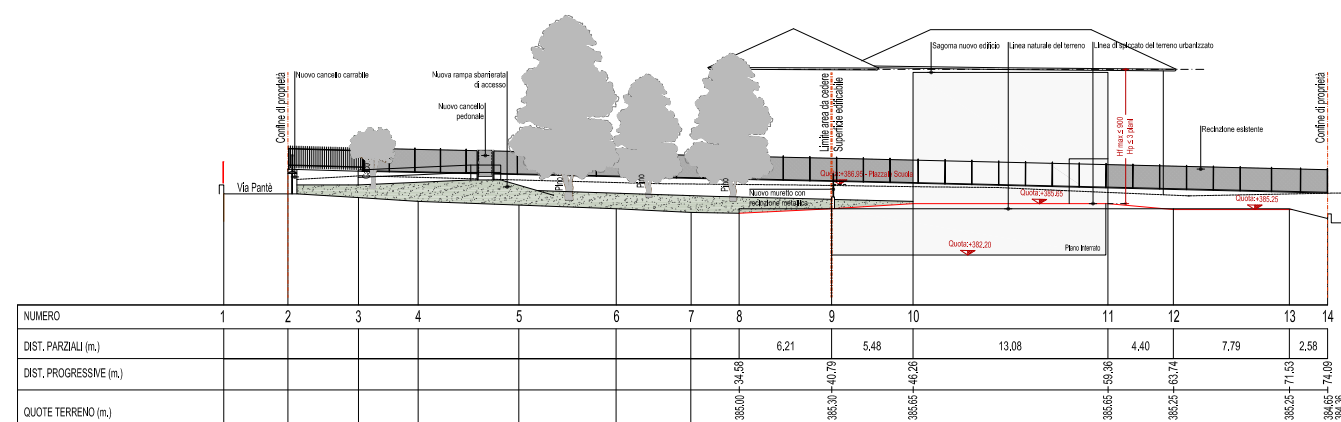 Confine di proprietà
Nuovo cancello carrabile
Nuova rampa sbarrierata
di accesso
Nuovo cancello
pedonale
Limite area da cedere
Superficie edificabile
Sagoma nuovo edificio
Linea naturale del terreno
Linea di spiccato del terreno urbanizzato
Hf max ≤ 900
Hp ≤ 3 piani
Confine di proprietà
Recinzione esistente
Via Pantè
Pino
Pino
Pino
Quota:+386,95 - Piazzale Scuola
Nuovo muretto con
recinzione metallica
Quota:+385.65
Quota:+385.25
Quota:+382.20
Plano Interrato
NUMERO 1 2 3 4 5 6 7 8 9 10 11 12 13 14
DIST. PARZIALI (m.) 6,21 5,48 13,08 4,40 7,79 2,58
DIST. PROGRESSIVE (m.) 34.58 40.79 46.26 59.36 63.74 71.53 74.09
QUOTE TERRENO (m.) 385.00 385.30 385.65 385.65 385.25 385.25 384.65 384.36